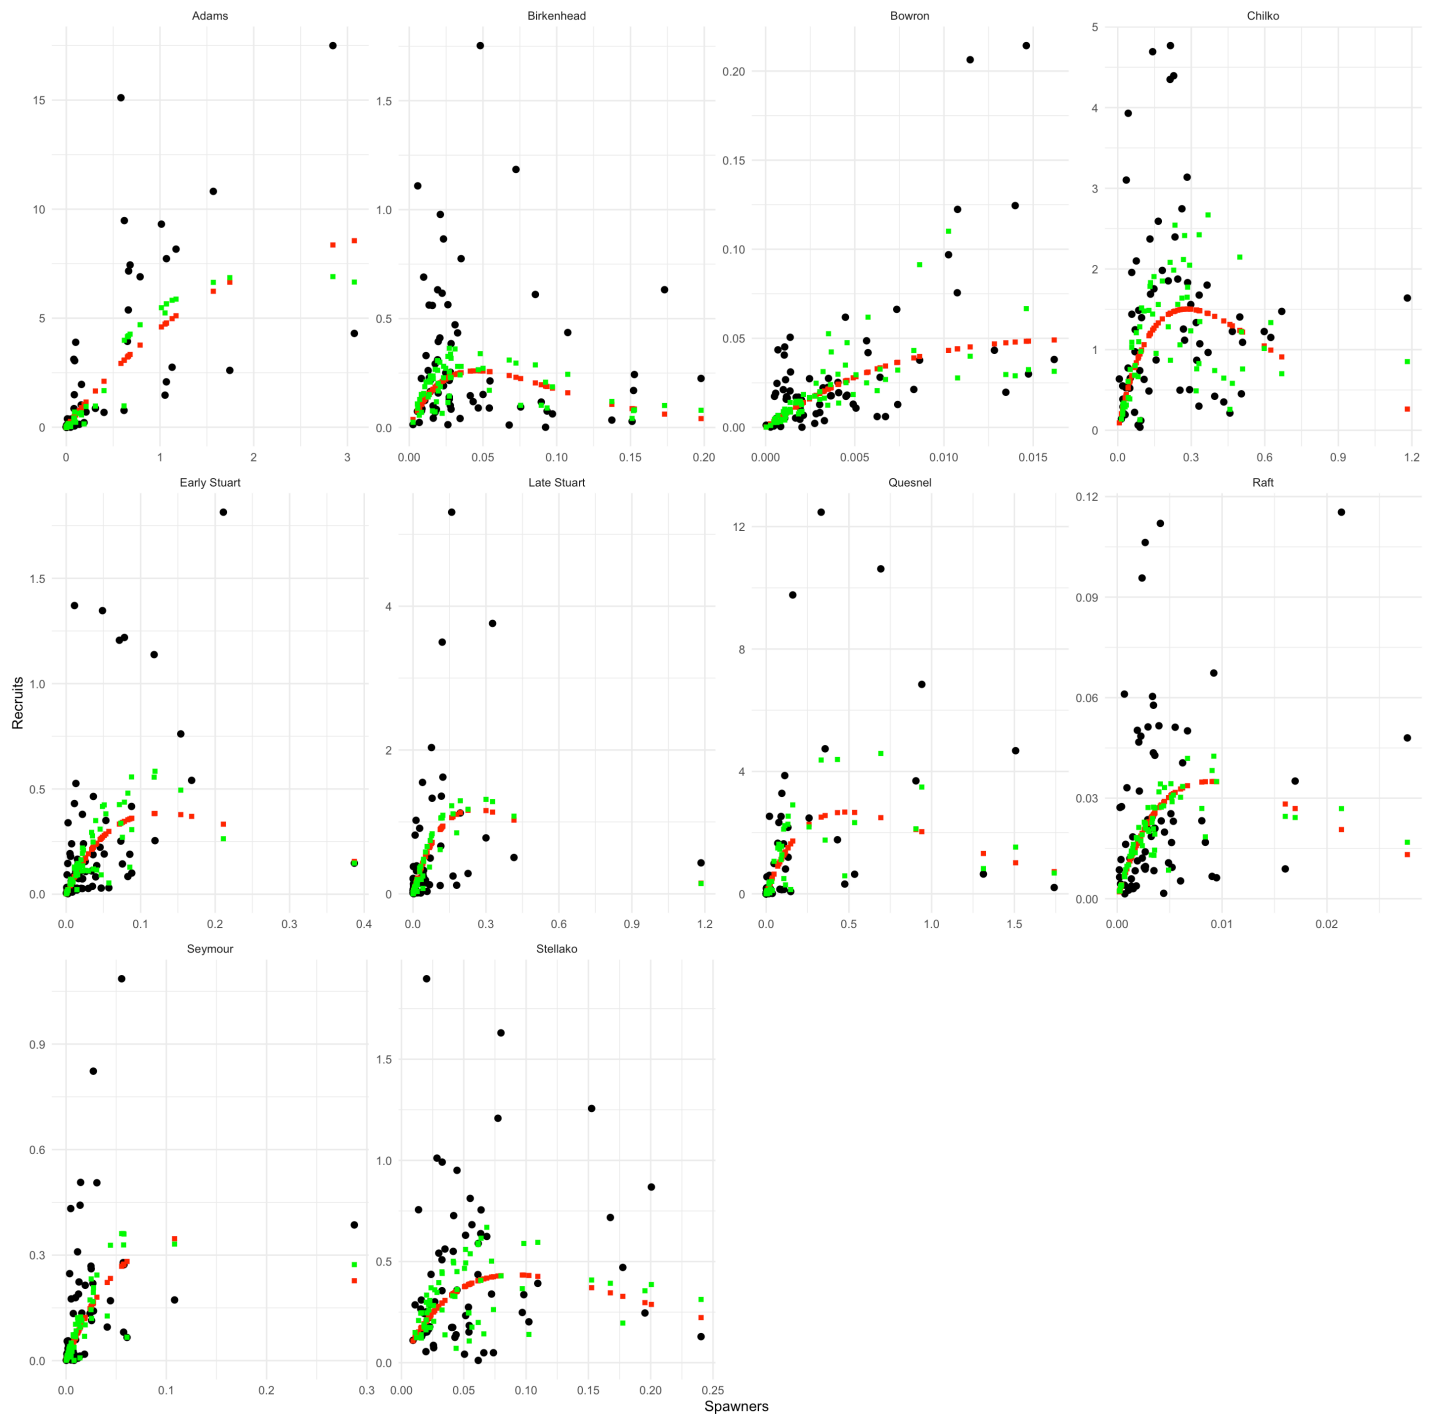 Adams Birkenhead Bowron Chilko
15
10
5
0
0 1 2 3
1.5
1.0
0.5
0.0
0.00 0.05 0.10 0.15 0.20
0.20
0.15
0.10
0.05
0.00
0.000 0.005 0.010 0.015
5
4
3
2
1
0
0.0 0.3 0.6 0.9 1.2
Early Stuart Late Stuart Quesnel Raft
1.5
1.0
0.5
0.0
0.0 0.1 0.2 0.3 0.4
4
2
0
0.0 0.3 0.6 0.9 1.2
12
8
4
0
0.0 0.5 1.0 1.5
0.12
0.09
0.06
0.03
0.00
0.00 0.01 0.02
Recruits
Seymour Stellako
0.9
0.6
0.3
0.0
0.0 0.1 0.2 0.3
1.5
1.0
0.5
0.0
0.00 0.05 0.10 0.15 0.20 0.25
Spawners